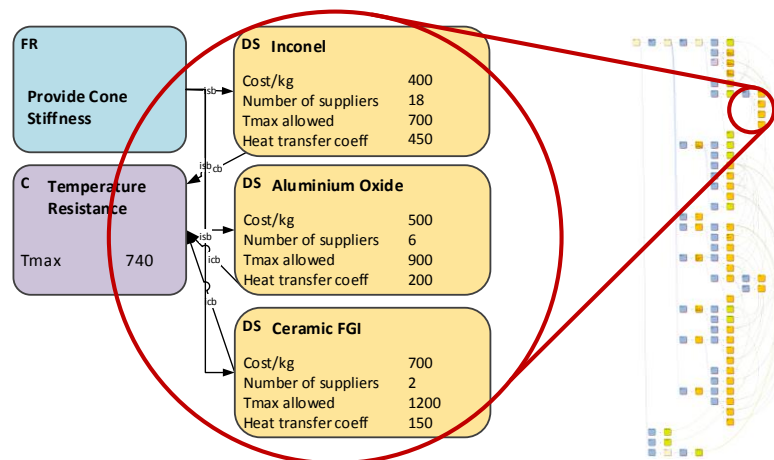 FR
Provide Cone
Stiffness
C Temperature
Resistance
Tmax 740
DS Inconel
Cost/kg 400
Number of suppliers 18
Tmax allowed 700
Heat transfer coeff 450
DS Aluminium Oxide
Cost/kg 500
Number of suppliers 6
Tmax allowed 900
Heat transfer coeff 200
DS Ceramic FGI
Cost/kg 700
Number of suppliers 2
Tmax allowed 1200
Heat transfer coeff 150
isb
isb
cb
isb
icb
cb